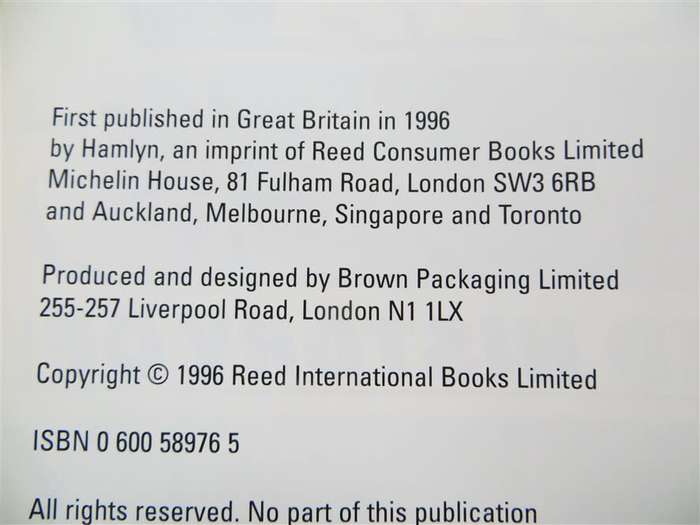 First published in Great Britain in 1996
by Hamlyn, an imprint of Reed Consumer Books Limited
Michelin House, 81 Fulham Road, London SW3 6RB
and Auckland, Melbourne, Singapore and Toronto
Produced and designed by Brown Packaging Limited
255-257 Liverpool Road, London N1 1LX
Copyright © 1996 Reed International Books Limited
ISBN 0 600 58976 5
All rights reserved. No part of this publication